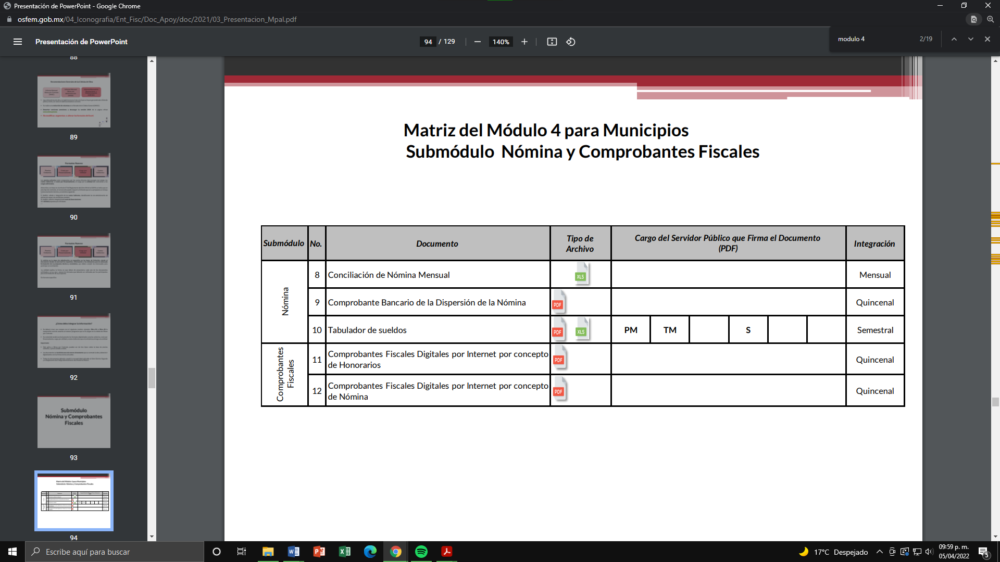 Presentación de PowerPoint - Google Chrome
osfem.gob.mx/04_Iconografia/Ent_Fisc/Doc_Apoy/doc/2021/03_Presentacion_Mpal.pdf
Presentación de PowerPoint
94 / 129
140%
modulo 4
2/19
88
89
90
91
¿Cómo debo integrar la información?
92
Submódulo
Nómina y Comprobantes
Fiscales
93
94
Matriz del Módulo 4 para Municipios
Submódulo Nómina y Comprobantes Fiscales
Submódulo No. Documento Tipo de Archivo Cargo del Servidor Público que Firma el Documento (PDF) Integración
Nómina
8 Conciliación de Nómina Mensual XLS Mensual
9 Comprobante Bancario de la Dispersión de la Nómina PDF Quincenal
10 Tabulador de sueldos PDF XLS PM TM S Semestral
Comprobantes
Fiscales
11 Comprobantes Fiscales Digitales por Internet por concepto
de Honorarios PDF Quincenal
12 Comprobantes Fiscales Digitales por Internet por concepto
de Nómina PDF Quincenal
Escribe aquí para buscar
17°C Despejado
09:59 p. m.
05/04/2022
5